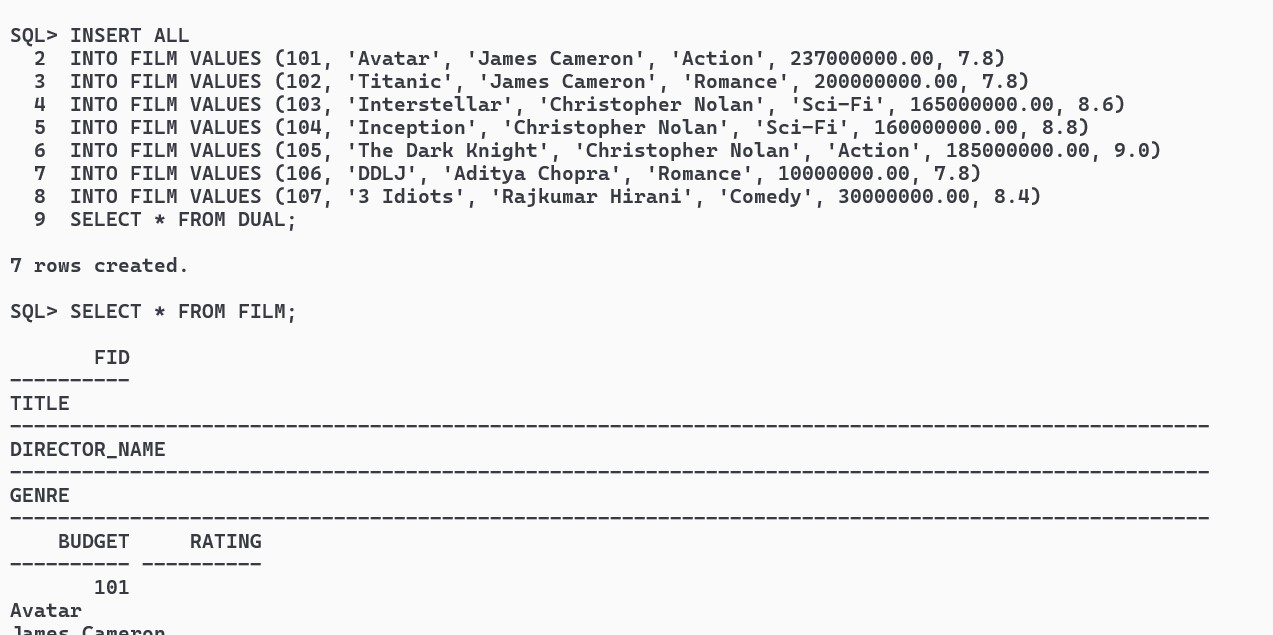 SQL> INSERT ALL
  2  INTO FILM VALUES (101, 'Avatar', 'James Cameron', 'Action', 237000000.00, 7.8)
  3  INTO FILM VALUES (102, 'Titanic', 'James Cameron', 'Romance', 200000000.00, 7.8)
  4  INTO FILM VALUES (103, 'Interstellar', 'Christopher Nolan', 'Sci-Fi', 165000000.00, 8.6)
  5  INTO FILM VALUES (104, 'Inception', 'Christopher Nolan', 'Sci-Fi', 160000000.00, 8.8)
  6  INTO FILM VALUES (105, 'The Dark Knight', 'Christopher Nolan', 'Action', 185000000.00, 9.0)
  7  INTO FILM VALUES (106, 'DDLJ', 'Aditya Chopra', 'Romance', 10000000.00, 7.8)
  8  INTO FILM VALUES (107, '3 Idiots', 'Rajkumar Hirani', 'Comedy', 30000000.00, 8.4)
  9  SELECT * FROM DUAL;

7 rows created.

SQL> SELECT * FROM FILM;

       FID
----------
TITLE
----------------------------------------------------------------------------------------------------
DIRECTOR_NAME
----------------------------------------------------------------------------------------------------
GENRE
----------------------------------------------------------------------------------------------------
    BUDGET     RATING
---------- ----------
       101
Avatar
James Cameron